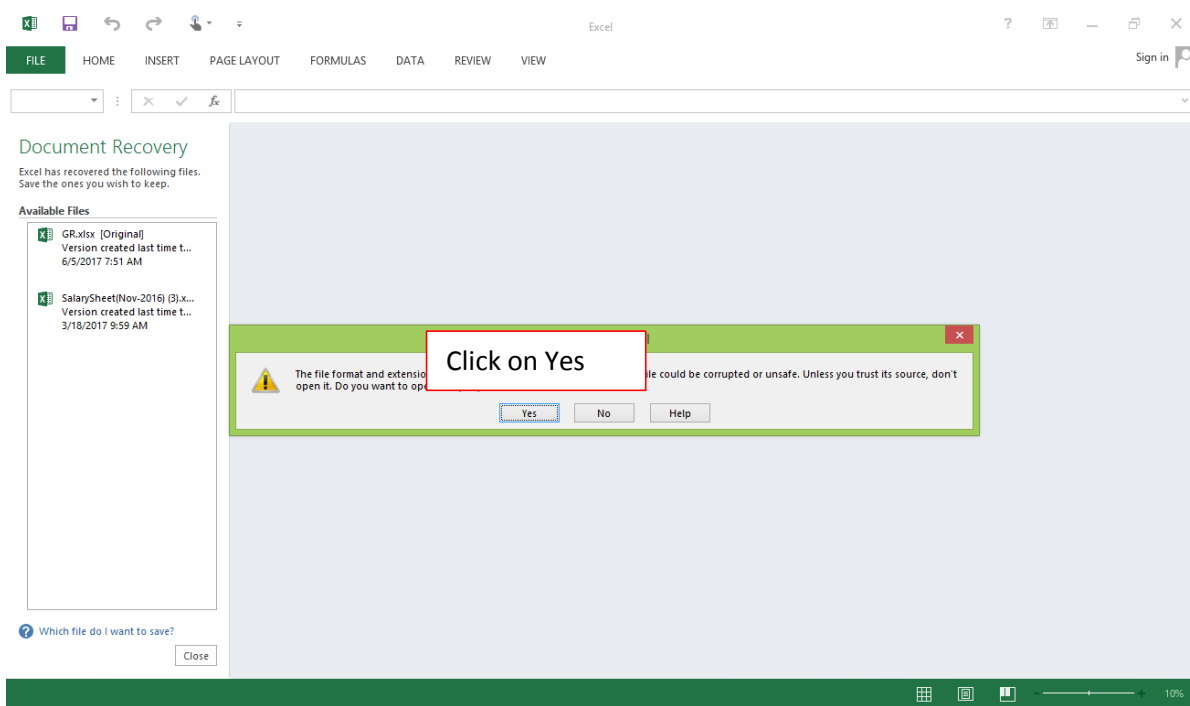 Excel
?
FILE HOME INSERT PAGE LAYOUT FORMULAS DATA REVIEW VIEW
Sign in
fx
Document Recovery
Excel has recovered the following files.
Save the ones you wish to keep.
Available Files
GR.xlsx [Original]
Version created last time t...
6/5/2017 7:51 AM
SalarySheet(Nov-2016) (3).x...
Version created last time t...
3/18/2017 9:59 AM
Click on Yes
The file format and could be corrupted or unsafe. Unless you trust its source, don't
open it. Do you want to
Yes No Help
Which file do I want to save?
Close
10%